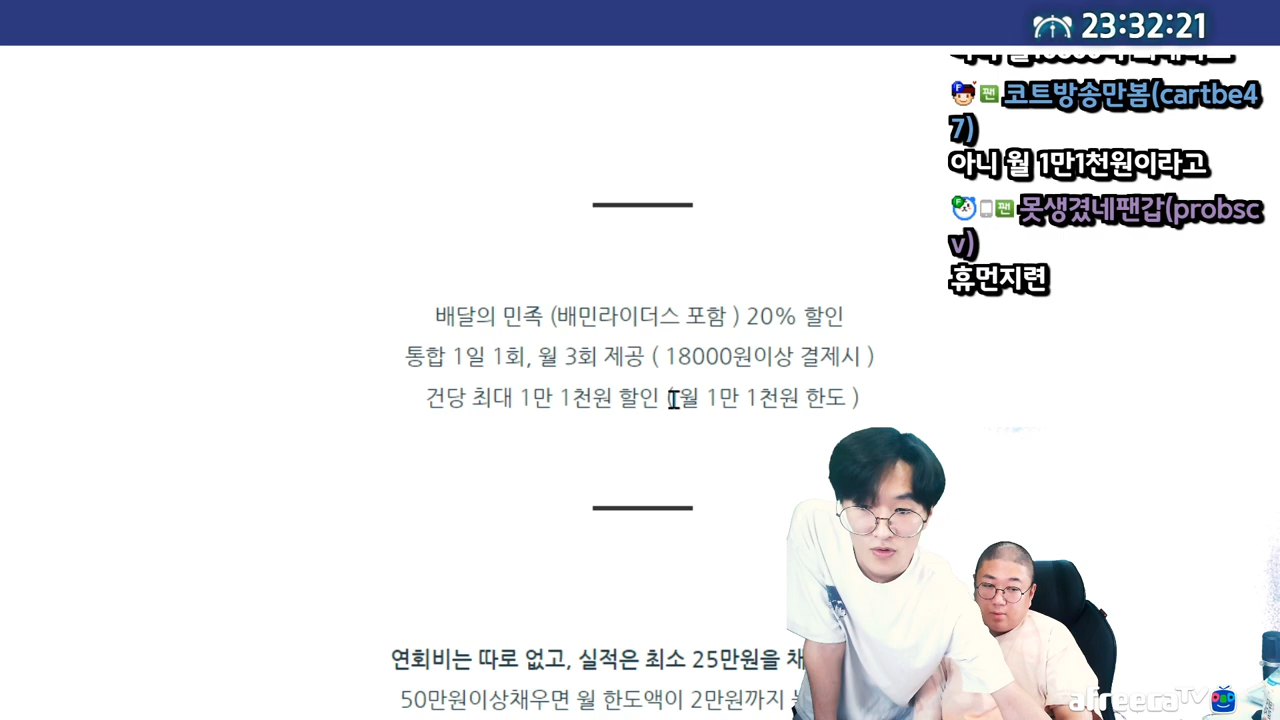 23:32:21
코트방송만봄(cartbe4
7)
아니 월 1만1천원이라고
못생겼네팬갑(probsc
v)
휴먼지련
배달의 민족 (배민라이더스 포함 ) 20% 할인
통합 1일 1회, 월 3회 제공 ( 18000원이상 결제시 )
건당 최대 1만 1천원 할인 ( 월 1만 1천원 한도 )
연회비는 따로 없고, 실적은 최소 25만원을 채
50만원이상채우면 월 한도액이 2만원까지
afreecaTV